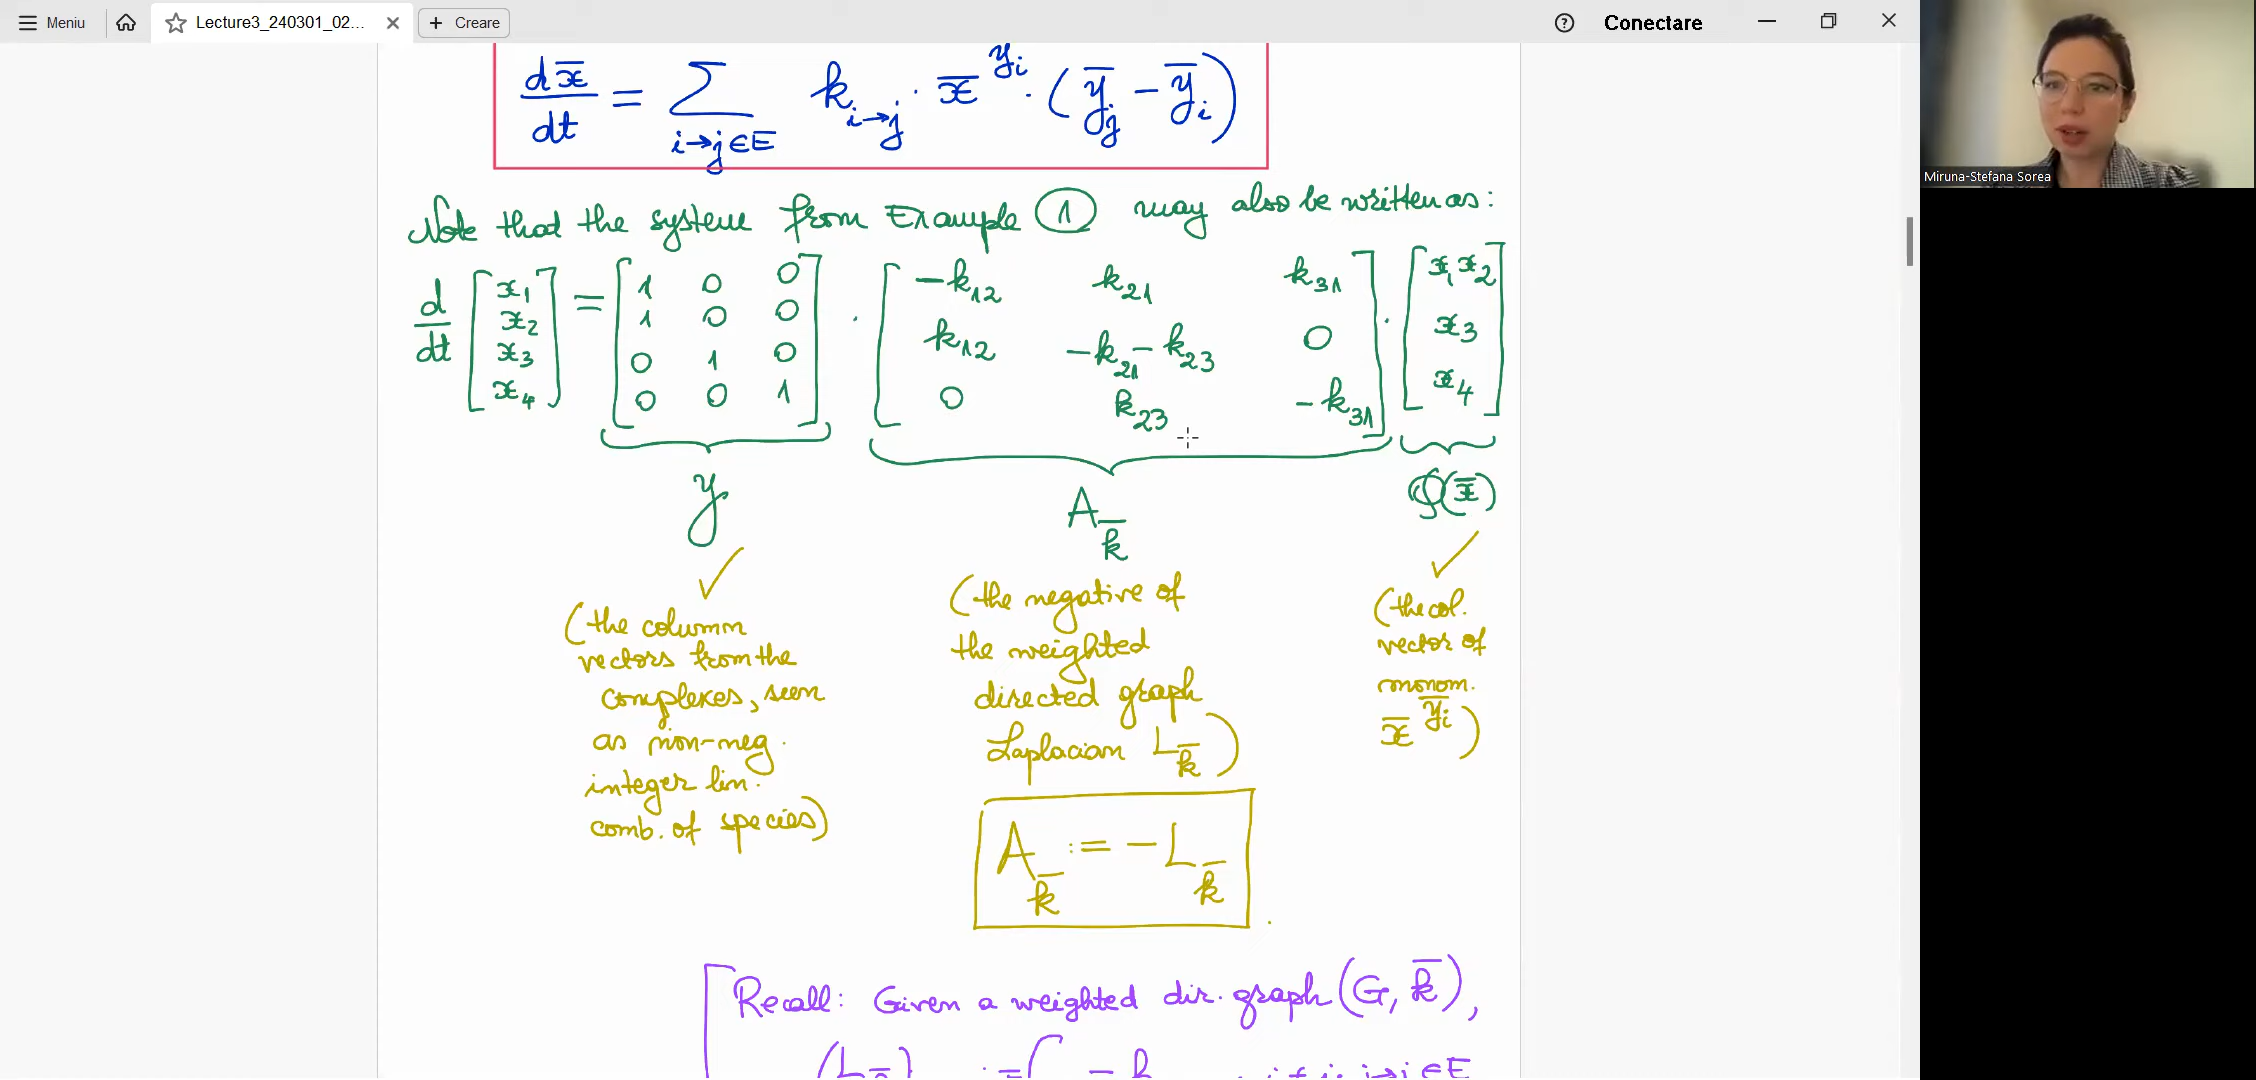 Meniu Lecture3_240301_02... Creare Conectare
Miruna-Stefana Sorea
dx̄/dt = Σ_{i→j∈E} k_{i→j} · x̄^{y_i} · (ȳ_j − ȳ_i)
Note that the system from Example ① may also be written as:
d/dt [x₁ x₂ x₃ x₄] = [1 0 0; 1 0 0; 0 1 0; 0 0 1] · [−k₁₂ k₂₁ k₃₁; k₁₂ −k₂₁−k₂₃ 0; 0 k₂₃ −k₃₁] · [x₁x₂ x₃ x₄]
y A_k̄ φ(x̄)
(the column
vectors from the
complexes, seen
as non-neg.
integer lin.
comb. of species)
(the negative of
the weighted
directed graph
Laplacian L_k̄)
(the col.
vector of
monom.
x̄^{ȳ_i})
A_k̄ := −L_k̄.
Recall: Given a weighted dir. graph (G, k̄),